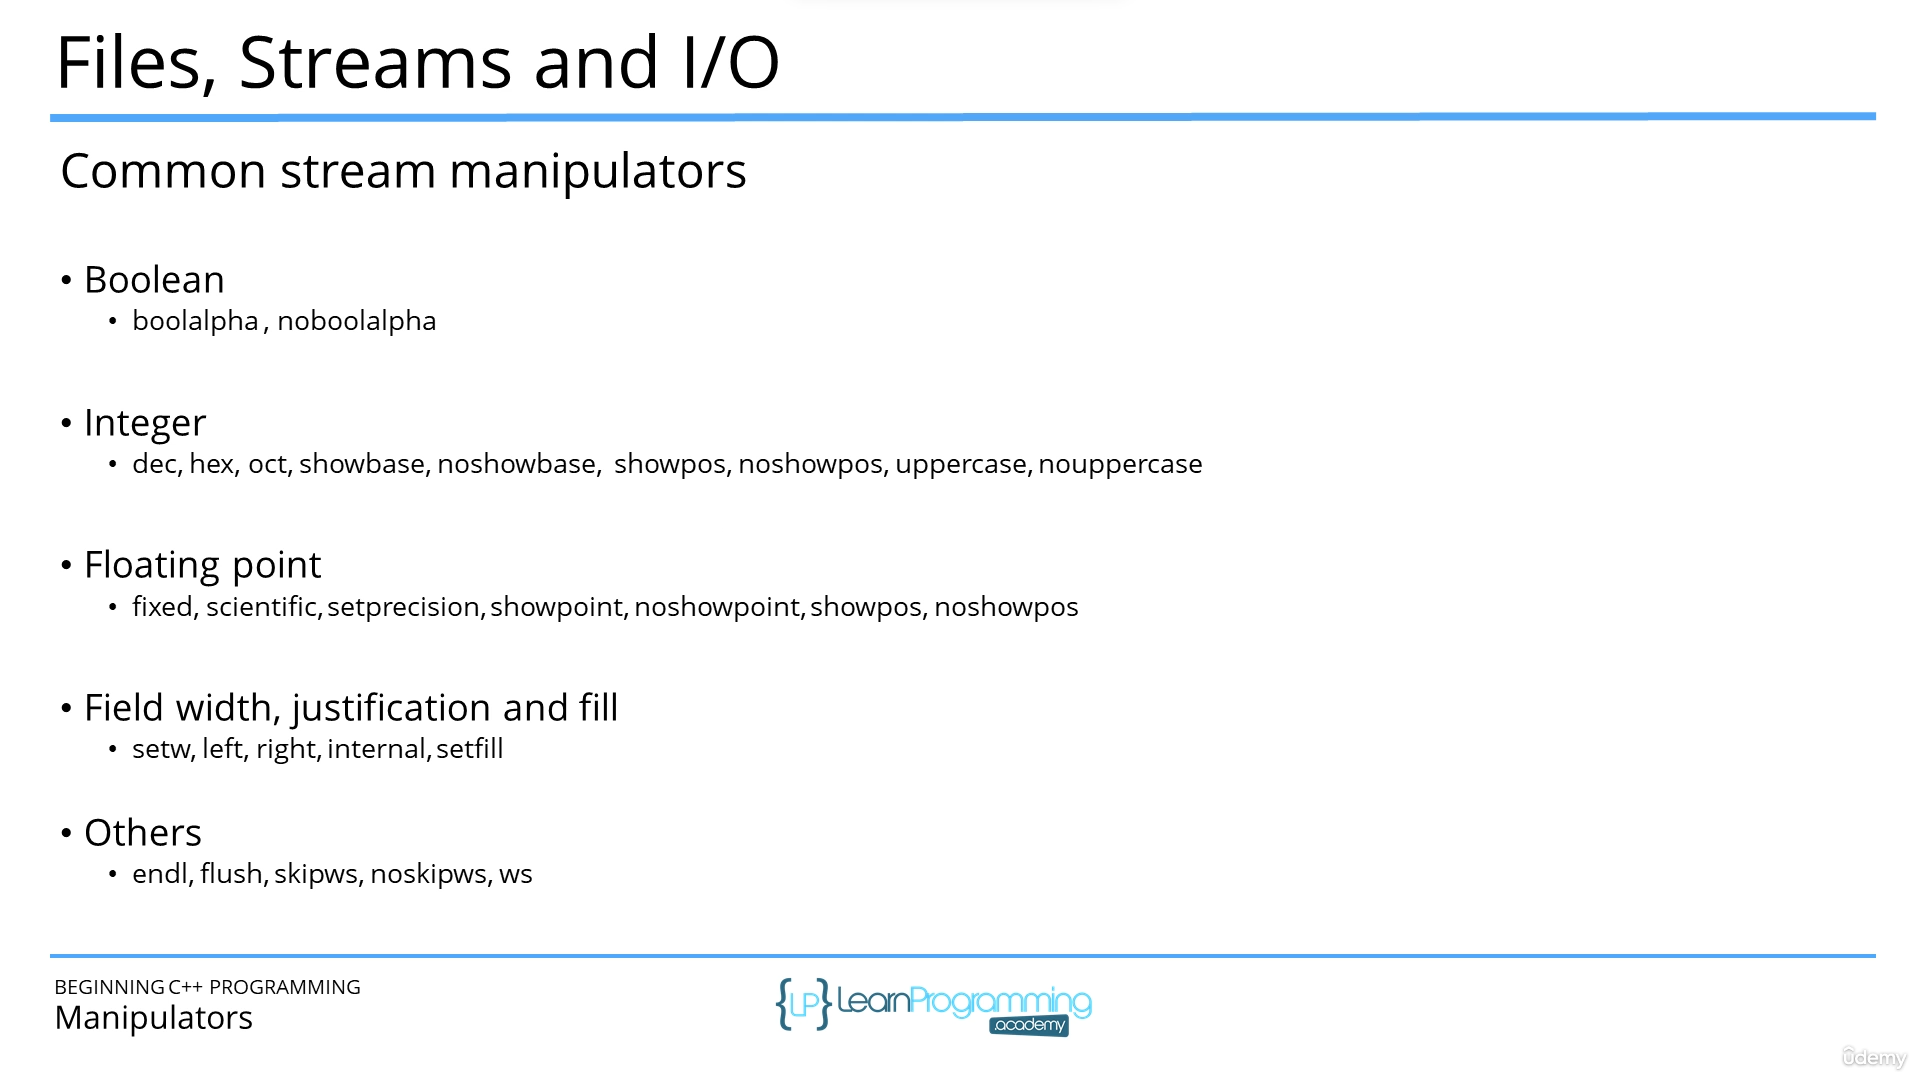 Files, Streams and I/O
Common stream manipulators
• Boolean
• boolalpha, noboolalpha
• Integer
• dec, hex, oct, showbase, noshowbase, showpos, noshowpos, uppercase, nouppercase
• Floating point
• fixed, scientific, setprecision, showpoint, noshowpoint, showpos, noshowpos
• Field width, justification and fill
• setw, left, right, internal, setfill
• Others
• endl, flush, skipws, noskipws, ws
BEGINNING C++ PROGRAMMING
Manipulators
{LP} LearnProgramming
.academy
ûdemy